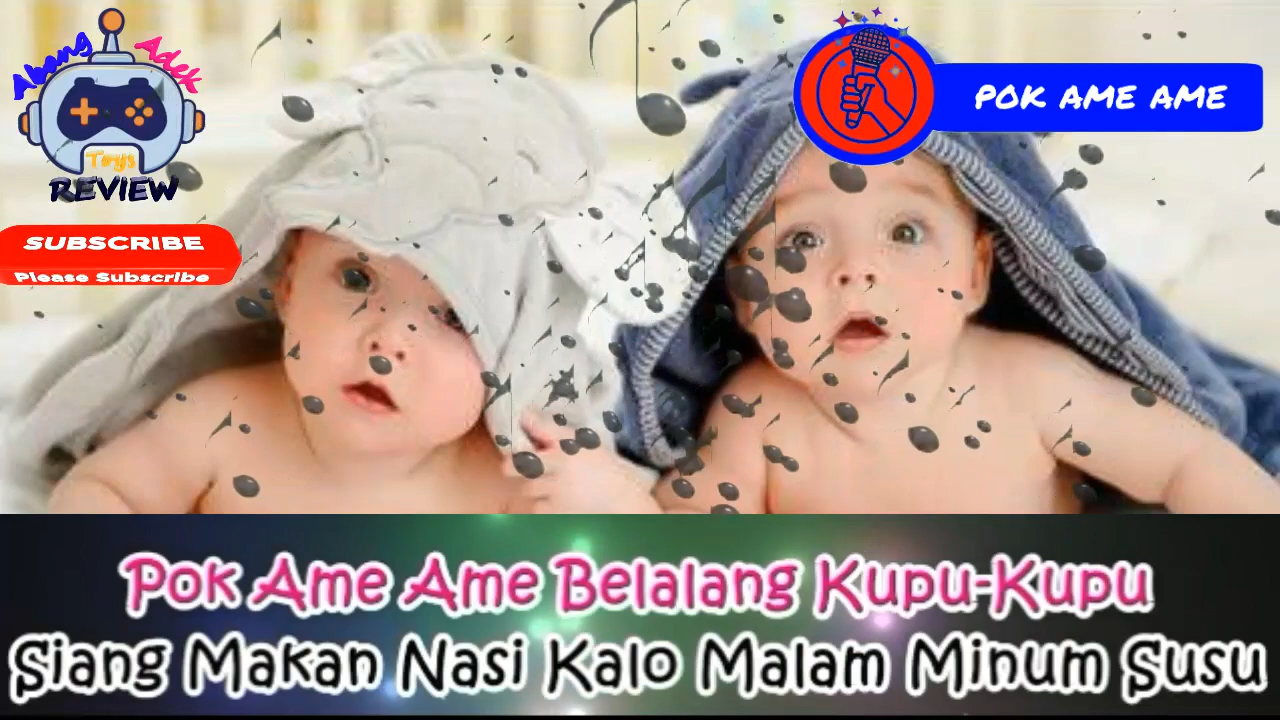 Abang Adek
Toys
REVIEW
SUBSCRIBE
Please Subscribe
POK AME AME
Pok Ame Ame Belalang Kupu-Kupu
Siang Makan Nasi Kalo Malam Minum Susu